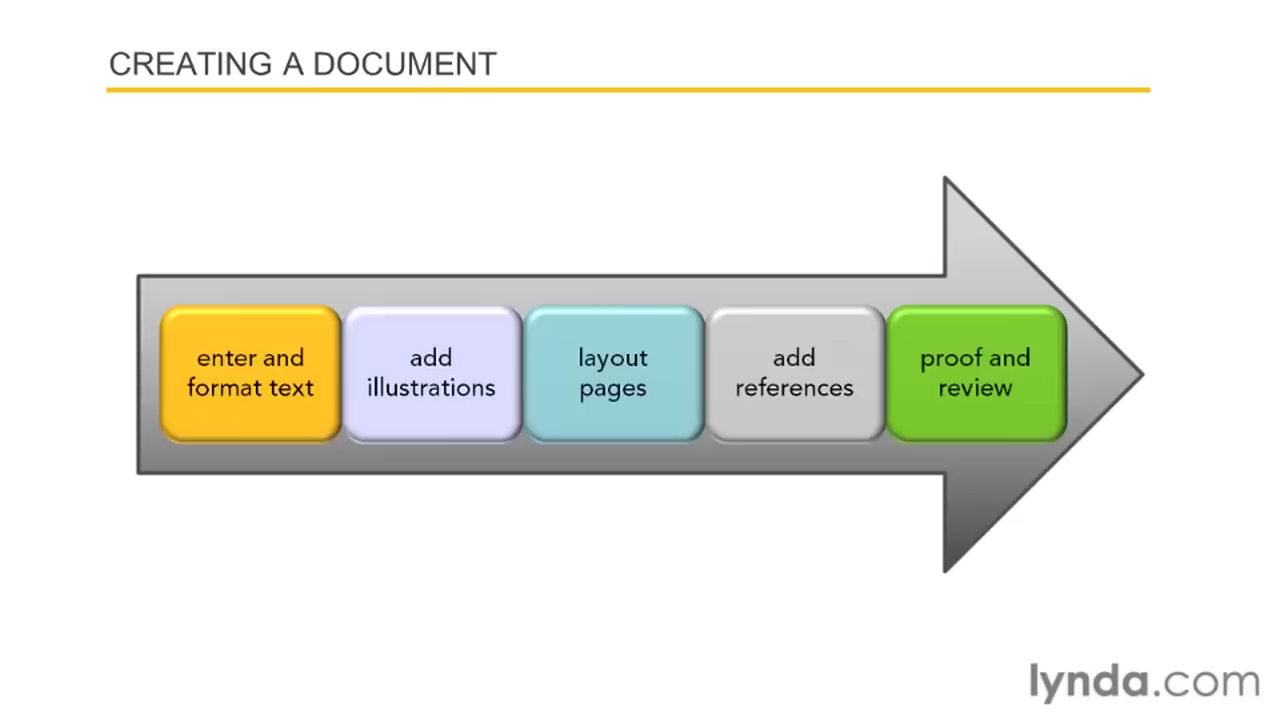 CREATING A DOCUMENT
enter and
format text
add
illustrations
layout
pages
add
references
proof and
review
lynda.com